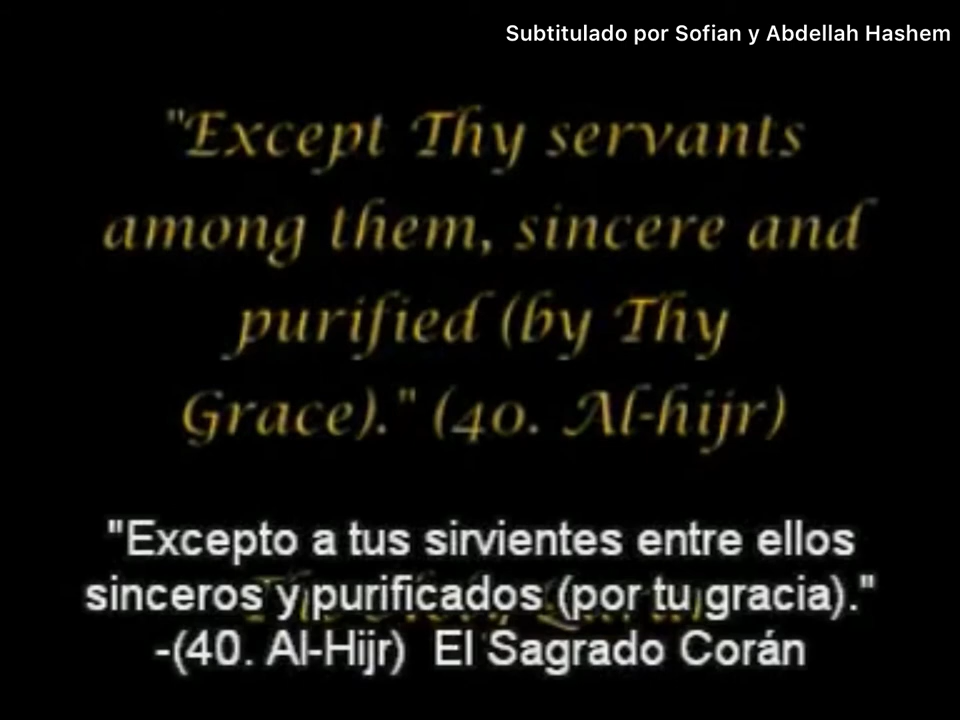 Subtitulado por Sofian y Abdellah Hashem
"Except Thy servants
among them, sincere and
purified (by Thy
Grace)." (40. Al-hijr)
"Excepto a tus sirvientes entre ellos
sinceros y purificados (por tu gracia)."
-(40. Al-Hijr) El Sagrado Corán